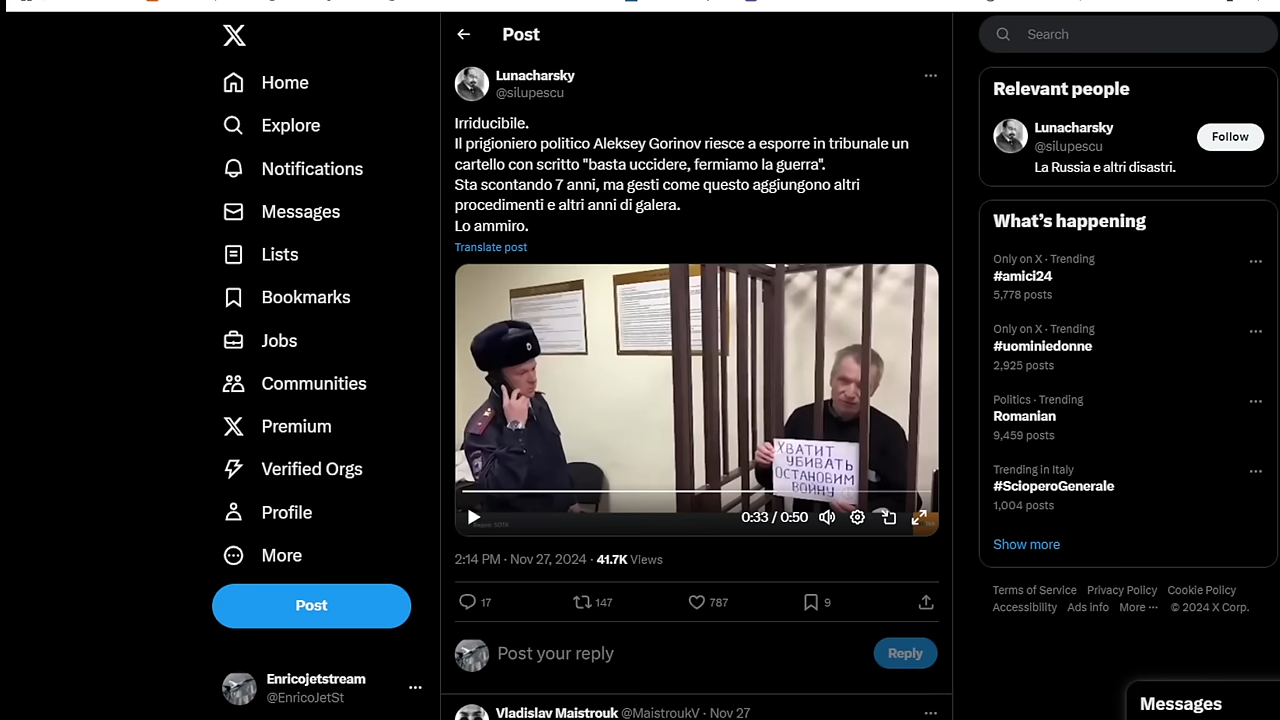 Post
Search
Home
Explore
Notifications
Messages
Lists
Bookmarks
Jobs
Communities
Premium
Verified Orgs
Profile
More
Post
Enricojetstream
@EnricoJetSt
Lunacharsky
@silupescu
Irriducibile.
Il prigioniero politico Aleksey Gorinov riesce a esporre in tribunale un
cartello con scritto "basta uccidere, fermiamo la guerra".
Sta scontando 7 anni, ma gesti come questo aggiungono altri
procedimenti e altri anni di galera.
Lo ammiro.
Translate post
ХВАТИТ
УБИВАТЬ
ОСТАНОВИМ
ВОЙНУ
0:33 / 0:50
2:14 PM · Nov 27, 2024 · 41.7K Views
17 147 787 9
Post your reply
Reply
Vladislav Maistrouk @MaistroukV · Nov 27
Relevant people
Lunacharsky
@silupescu
Follow
La Russia e altri disastri.
What's happening
Only on X · Trending
#amici24
5,778 posts
Only on X · Trending
#uominiedonne
2,925 posts
Politics · Trending
Romanian
9,459 posts
Trending in Italy
#ScioperoGenerale
1,004 posts
Show more
Terms of Service Privacy Policy Cookie Policy
Accessibility Ads info More ··· © 2024 X Corp.
Messages